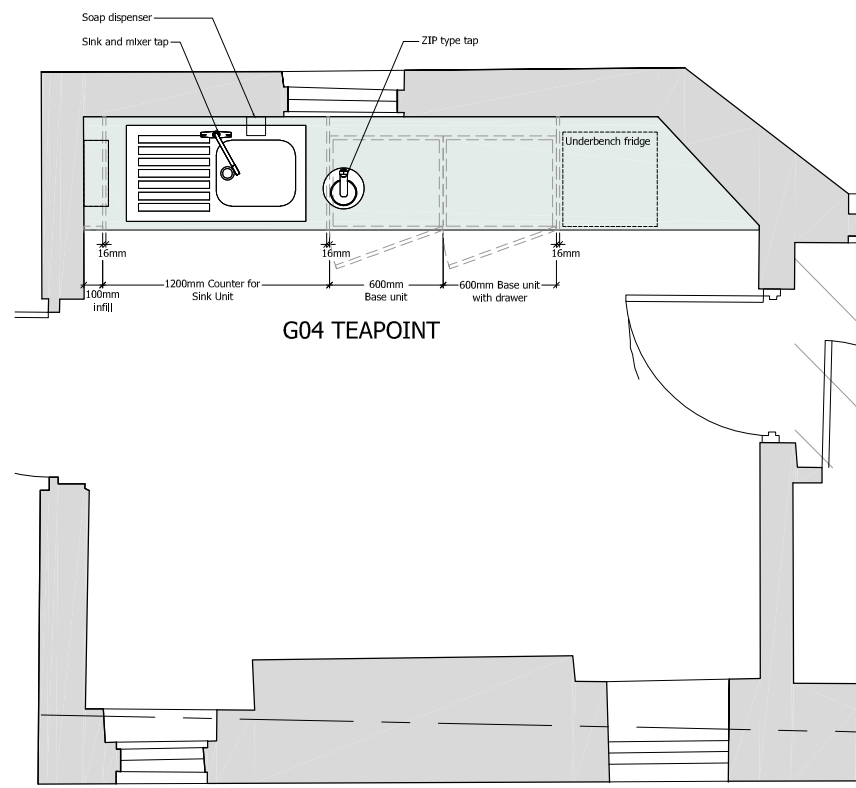 Soap dispenser
Sink and mixer tap
ZIP type tap
Underbench fridge
16mm
16mm
16mm
100mm
infill
1200mm Counter for
Sink Unit
600mm
Base unit
600mm Base unit
with drawer
G04 TEAPOINT